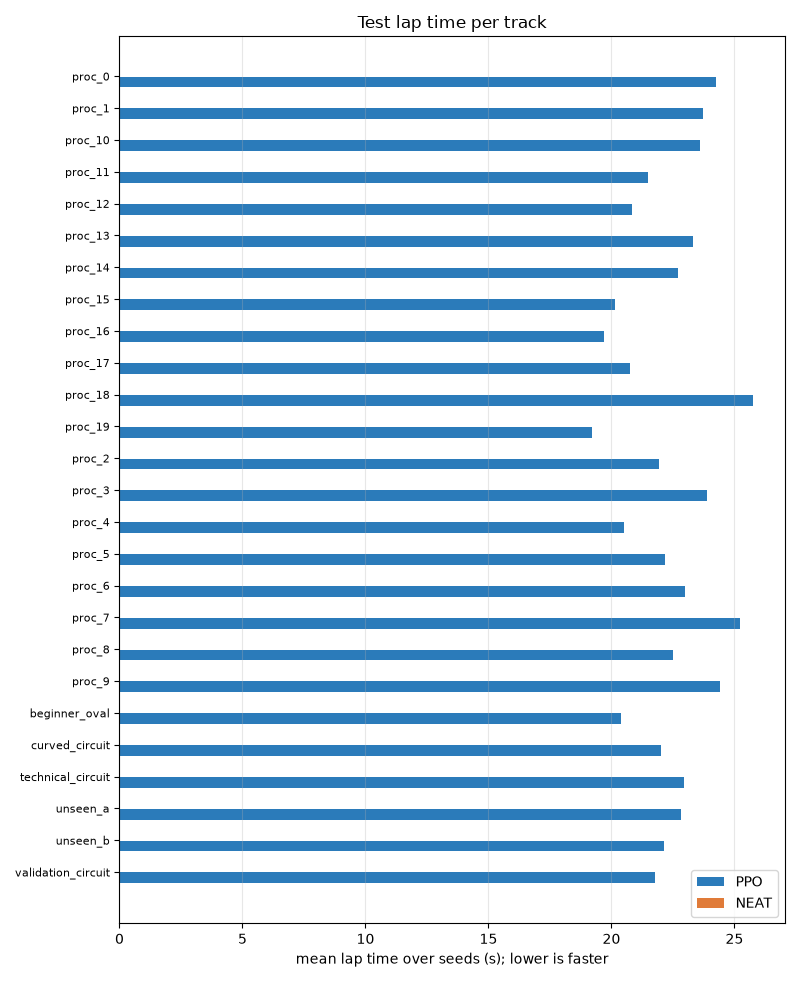 Test lap time per track
proc_0
proc_1
proc_10
proc_11
proc_12
proc_13
proc_14
proc_15
proc_16
proc_17
proc_18
proc_19
proc_2
proc_3
proc_4
proc_5
proc_6
proc_7
proc_8
proc_9
beginner_oval
curved_circuit
technical_circuit
unseen_a
unseen_b
validation_circuit
PPO
NEAT
0 5 10 15 20 25
mean lap time over seeds (s); lower is faster